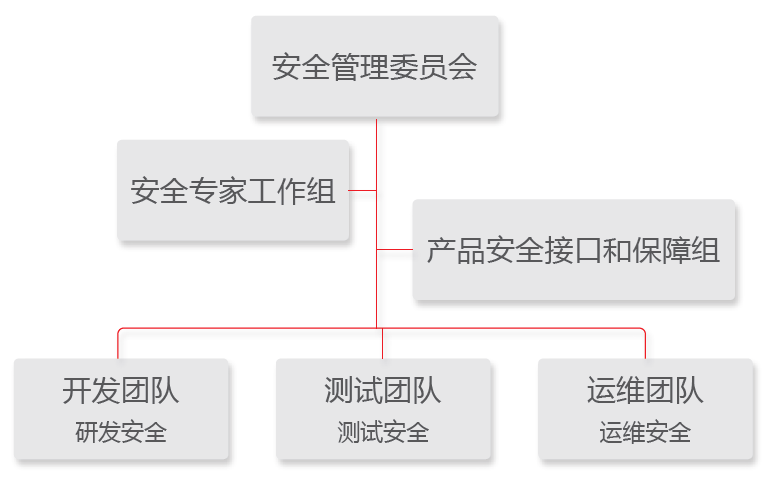 安全管理委员会
安全专家工作组
产品安全接口和保障组
开发团队
研发安全
测试团队
测试安全
运维团队
运维安全